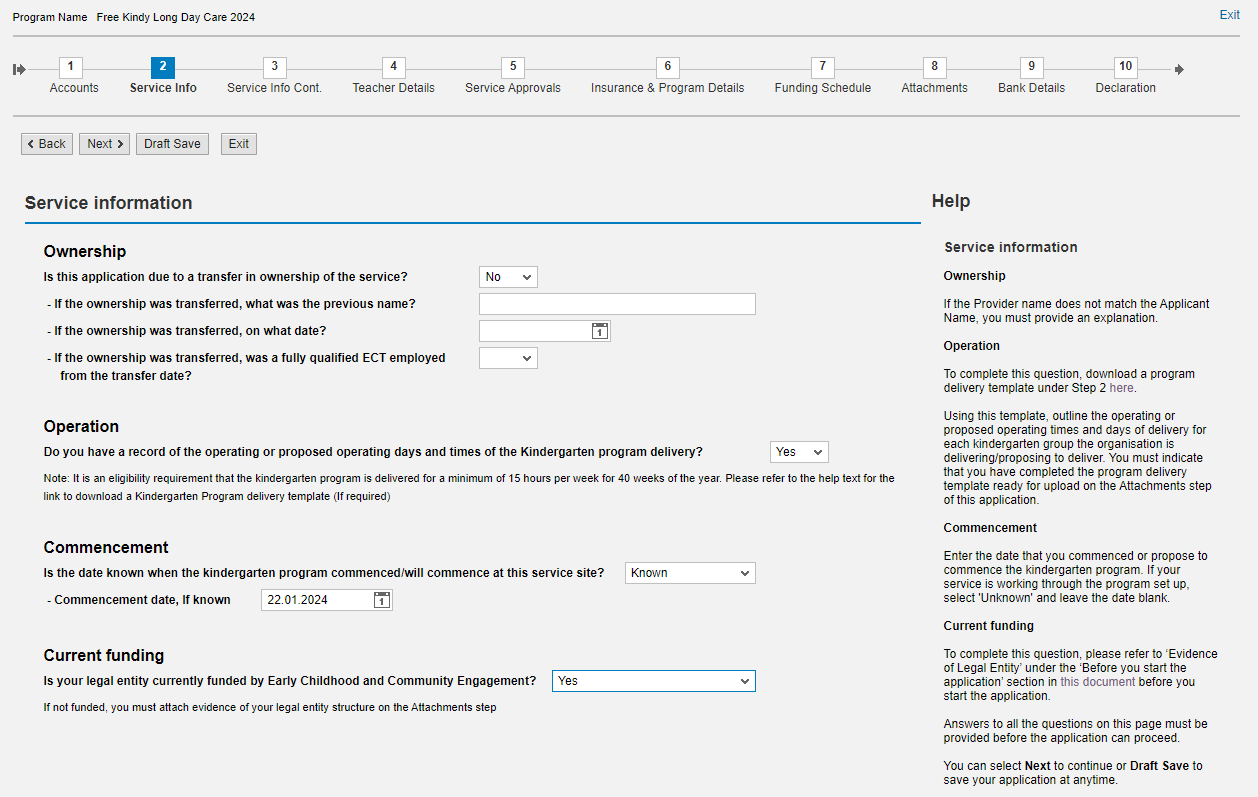 Program Name Free Kindy Long Day Care 2024
Exit
1 2 3 4 5 6 7 8 9 10
Accounts Service Info Service Info Cont. Teacher Details Service Approvals Insurance & Program Details Funding Schedule Attachments Bank Details Declaration
Back Next Draft Save Exit
Service information
Ownership
Is this application due to a transfer in ownership of the service? No
- If the ownership was transferred, what was the previous name?
- If the ownership was transferred, on what date? 1
- If the ownership was transferred, was a fully qualified ECT employed
from the transfer date?
Operation
Do you have a record of the operating or proposed operating days and times of the Kindergarten program delivery? Yes
Note: It is an eligibility requirement that the kindergarten program is delivered for a minimum of 15 hours per week for 40 weeks of the year. Please refer to the help text for the
link to download a Kindergarten Program delivery template (If required)
Commencement
Is the date known when the kindergarten program commenced/will commence at this service site? Known
- Commencement date, If known 22.01.2024 1
Current funding
Is your legal entity currently funded by Early Childhood and Community Engagement? Yes
If not funded, you must attach evidence of your legal entity structure on the Attachments step
Help
Service information
Ownership
If the Provider name does not match the Applicant
Name, you must provide an explanation.
Operation
To complete this question, download a program
delivery template under Step 2 here.
Using this template, outline the operating or
proposed operating times and days of delivery for
each kindergarten group the organisation is
delivering/proposing to deliver. You must indicate
that you have completed the program delivery
template ready for upload on the Attachments step
of this application.
Commencement
Enter the date that you commenced or propose to
commence the kindergarten program. If your
service is working through the program set up,
select 'Unknown' and leave the date blank.
Current funding
To complete this question, please refer to ‘Evidence
of Legal Entity’ under the ‘Before you start the
application’ section in this document before you
start the application.
Answers to all the questions on this page must be
provided before the application can proceed.
You can select Next to continue or Draft Save to
save your application at anytime.